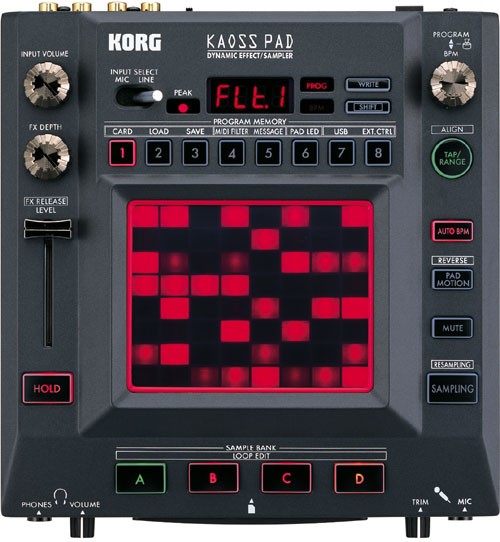 KORG
KAOSS PAD
DYNAMIC EFFECT/SAMPLER
INPUT VOLUME
INPUT SELECT
MIC LINE
PEAK
FLt.1
PROG
BPM
WRITE
SHIFT
PROGRAM
BPM
PROGRAM MEMORY
CARD LOAD SAVE MIDI FILTER MESSAGE PAD LED USB EXT.CTRL
1 2 3 4 5 6 7 8
FX DEPTH
FX RELEASE
LEVEL
HOLD
ALIGN
TAP/
RANGE
AUTO BPM
REVERSE
PAD
MOTION
MUTE
RESAMPLING
SAMPLING
SAMPLE BANK
LOOP EDIT
A B C D
PHONES VOLUME
TRIM MIC